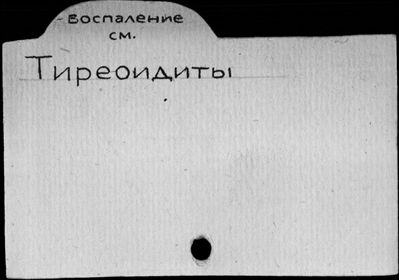 - Воспаление
см.
Тиреоидиты